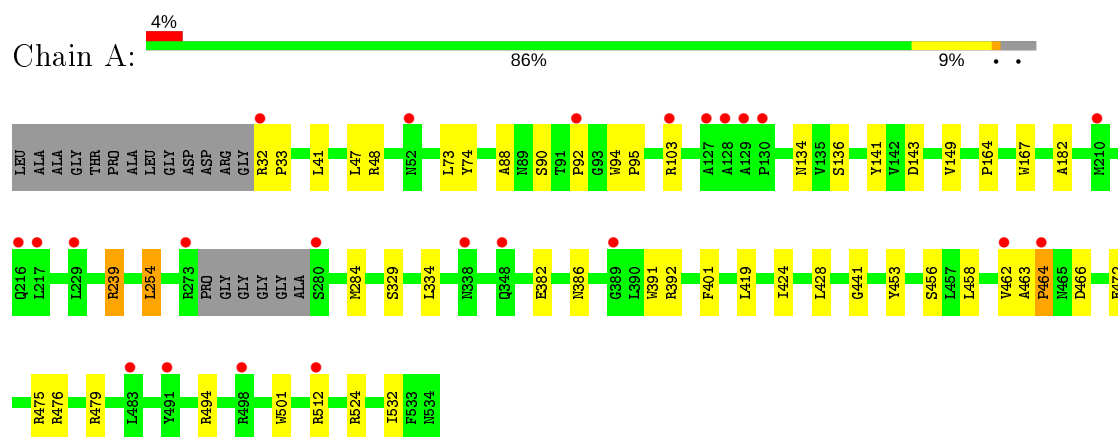 4%
Chain A:
86% 9% • •
LEU ALA ALA GLY THR PRO ALA LEU GLY ASP ASP ARG GLY R32 P33 L41 L47 R48 N52 L73 Y74 A88 N89 S90 T91 P92 G93 W94 P95 R103 A127 A128 A129 P130 N134 V135 S136 Y141 V142 D143 V149 P164 W167 A182 M210
Q216 L217 L229 R239 L254 R273 PRO GLY GLY GLY GLY ALA S280 M284 S329 L334 N338 Q348 E382 N386 G389 L390 W391 R392 F401 L419 I424 L428 G441 Y453 S456 L457 L458 V462 A463 P464 N465 D466
R475 R476 R479 L483 Y491 R494 R498 W501 R512 R524 I532 F533 N534